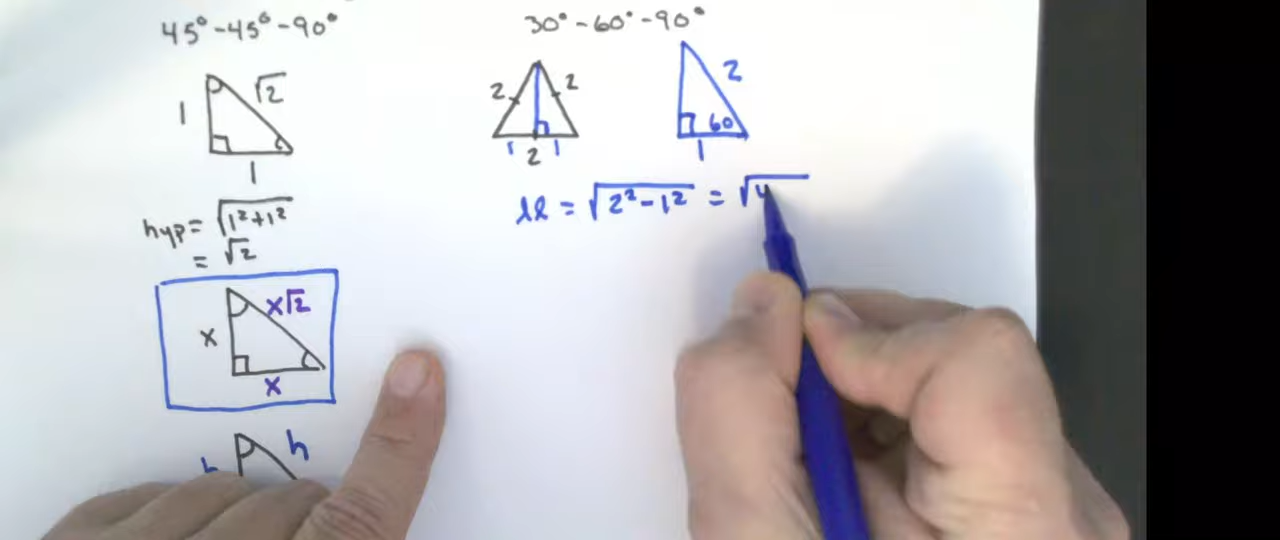 45° - 45° - 90°
1
√2
1
hyp = √1² + 1²
= √2
x√2
x
x
h
30° - 60° - 90°
2
2
1 2 1
2
60
1
ll = √2² - 1² = √4